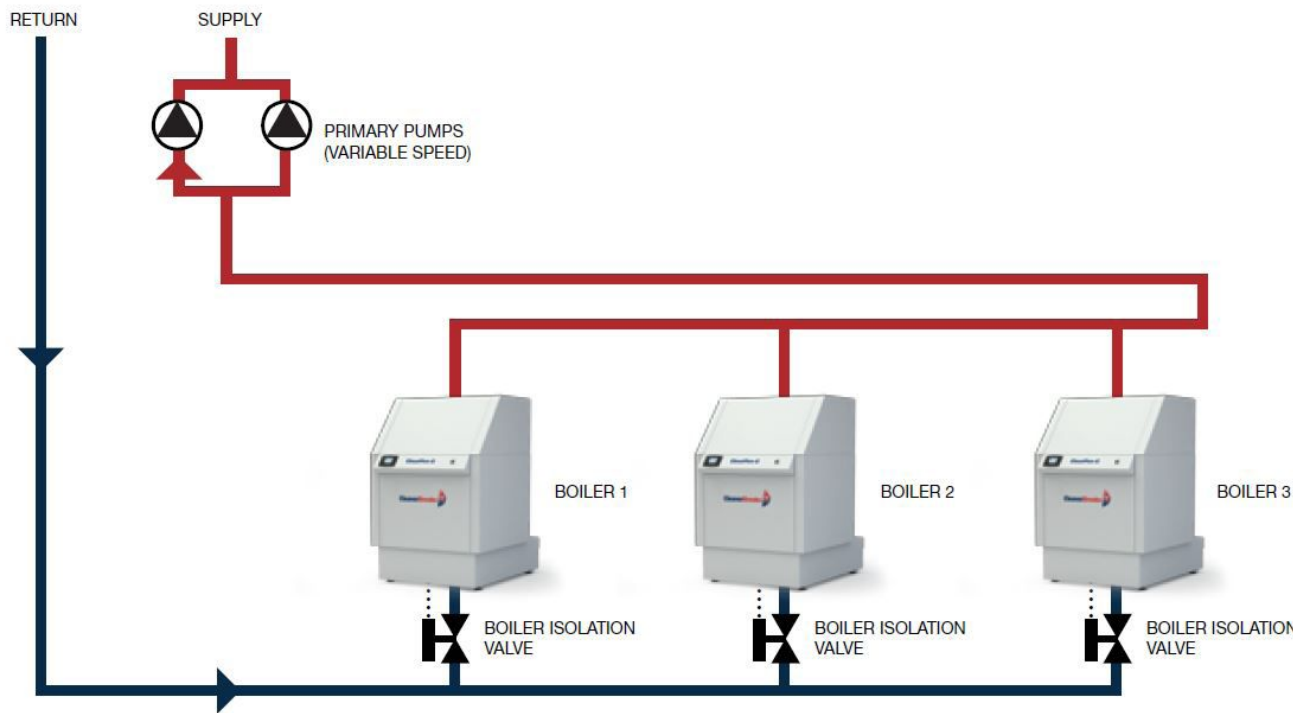 RETURN
SUPPLY
PRIMARY PUMPS
(VARIABLE SPEED)
BOILER 1
BOILER 2
BOILER 3
BOILER ISOLATION
VALVE
BOILER ISOLATION
VALVE
BOILER ISOLATION
VALVE